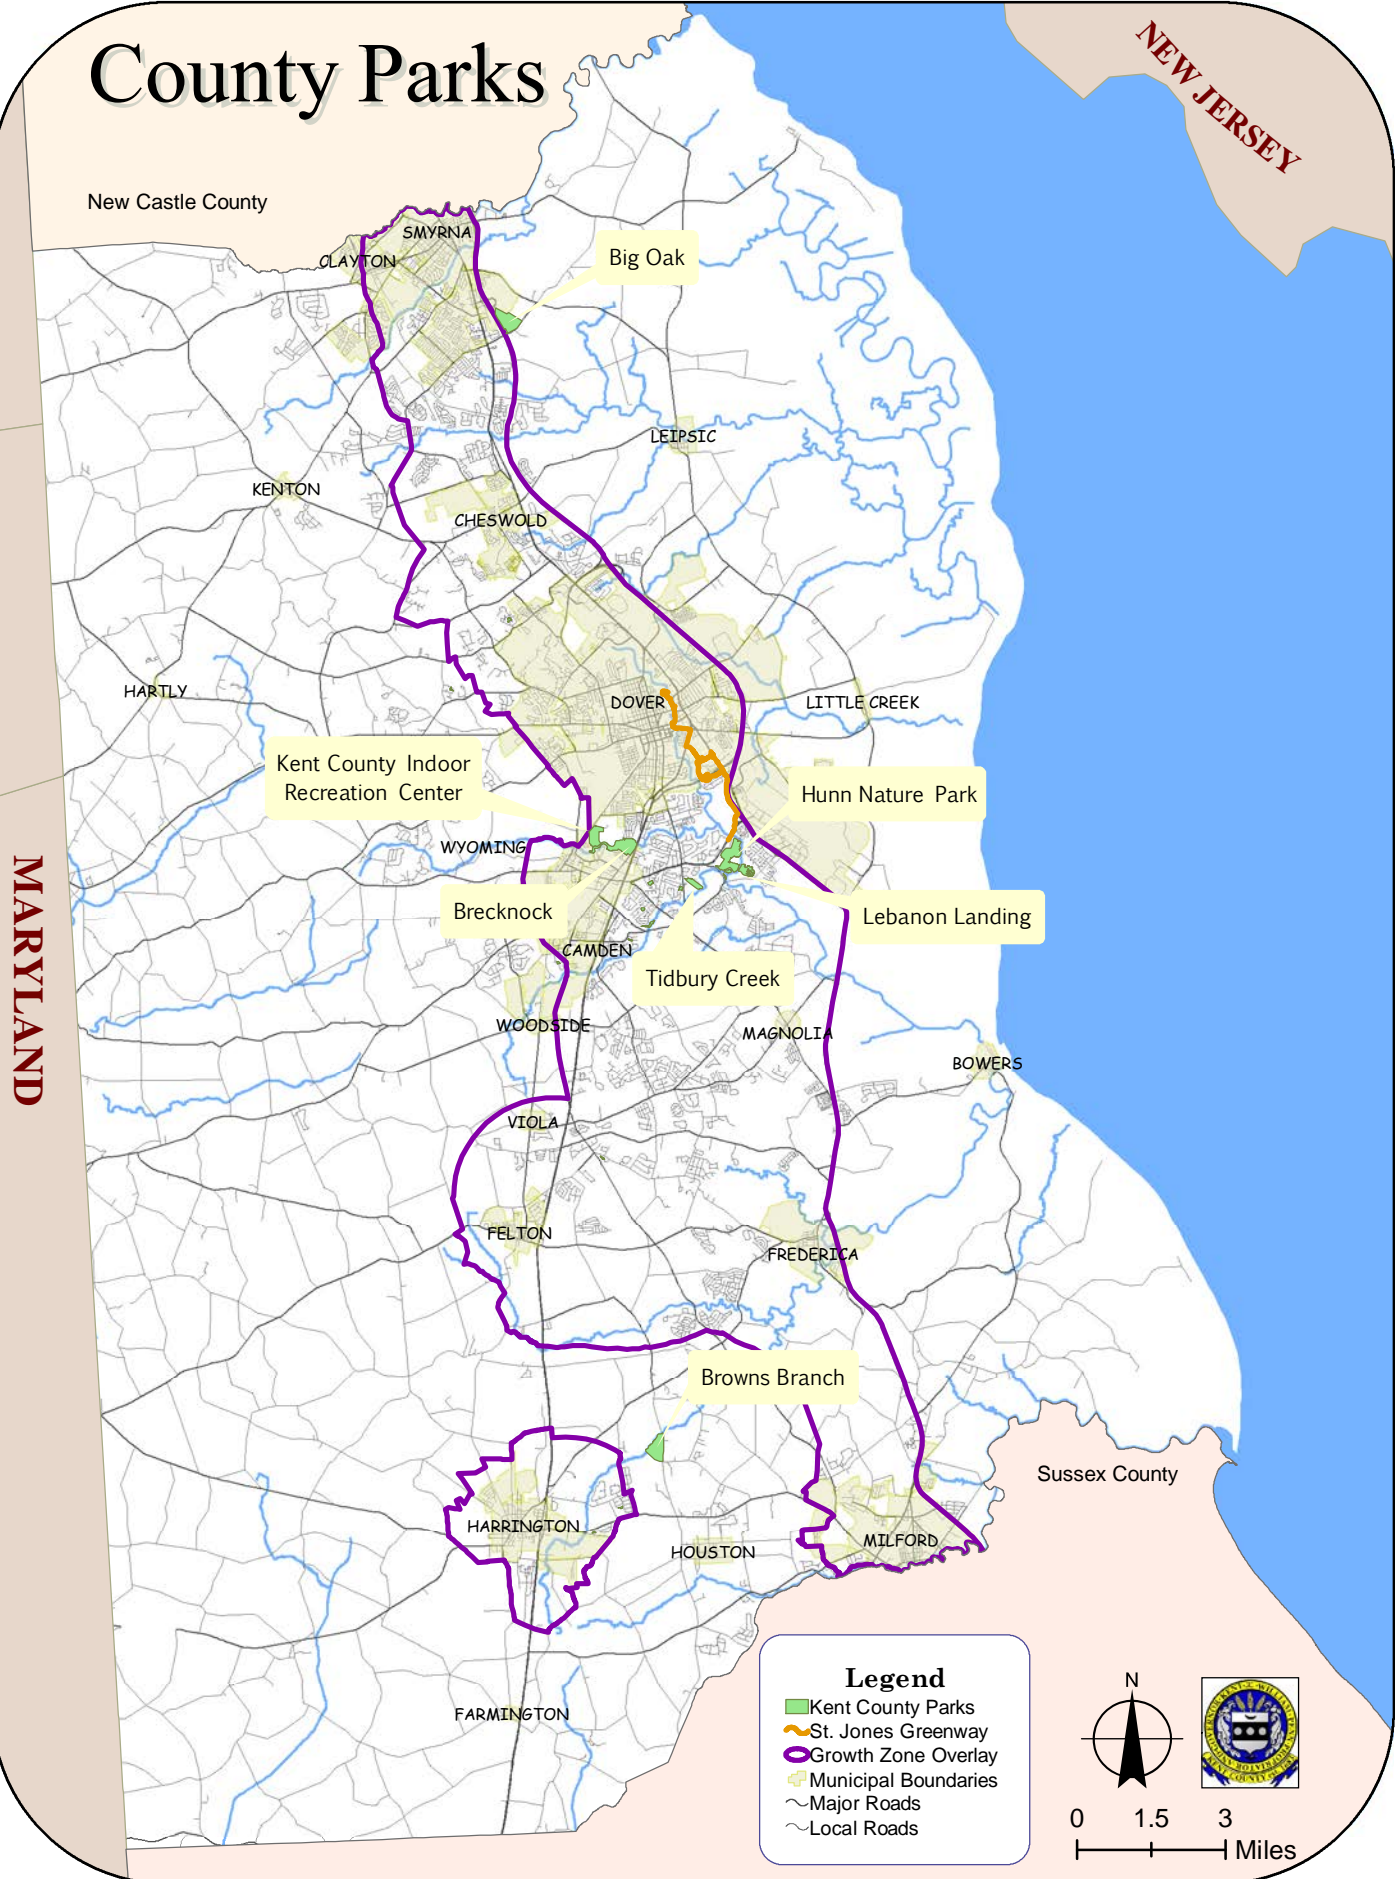 County Parks
NEW JERSEY
New Castle County
SMYRNA
CLAYTON
Big Oak
LEIPSIC
KENTON
CHESWOLD
HARTLY
DOVER
LITTLE CREEK
Kent County Indoor
Recreation Center
Hunn Nature Park
WYOMING
MARYLAND
Brecknock
Lebanon Landing
CAMDEN
Tidbury Creek
WOODSIDE
MAGNOLIA
BOWERS
VIOLA
FELTON
FREDERICA
Browns Branch
Sussex County
HARRINGTON
MILFORD
HOUSTON
FARMINGTON
Legend
Kent County Parks
St. Jones Greenway
Growth Zone Overlay
Municipal Boundaries
Major Roads
Local Roads
N
0 1.5 3
Miles